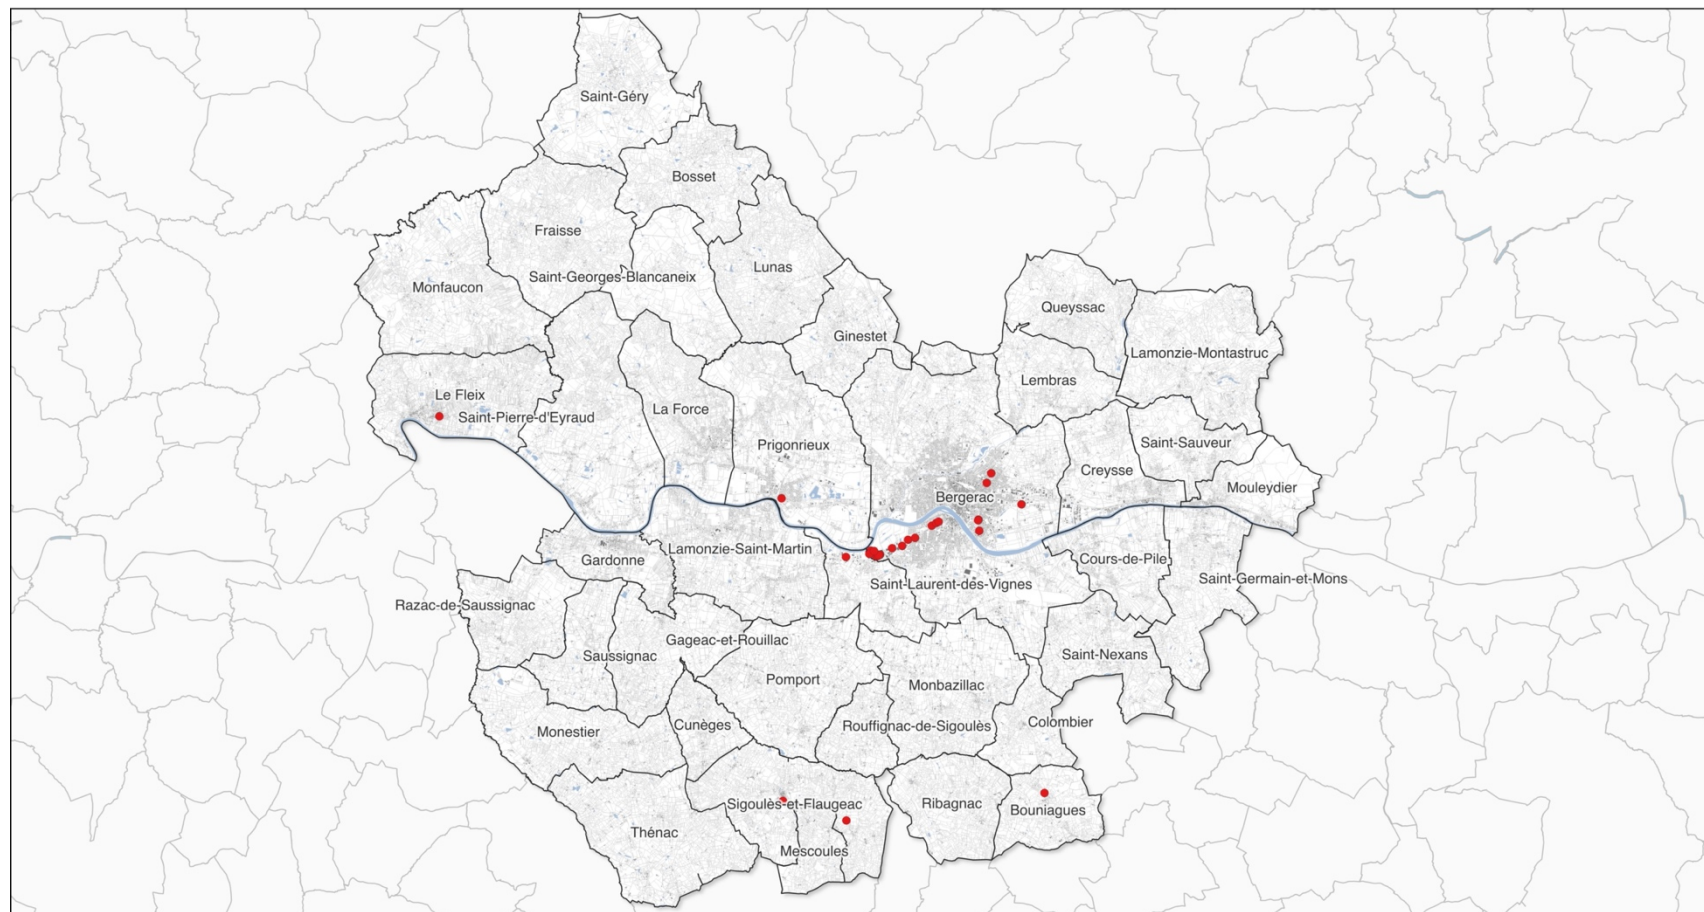 Saint-Géry
Bosset
Fraisse
Lunas
Saint-Georges-Blancaneix
Monfaucon
Queyssac
Ginestet
Lamonzie-Montastruc
Lembras
Le Fleix
La Force
Saint-Pierre-d'Eyraud
Prigonrieux
Saint-Sauveur
Creysse
Mouleydier
Bergerac
Lamonzie-Saint-Martin
Gardonne
Cours-de-Pile
Saint-Germain-et-Mons
Saint-Laurent-des-Vignes
Razac-de-Saussignac
Gageac-et-Rouillac
Saussignac
Saint-Nexans
Pomport
Monbazillac
Colombier
Cunèges
Rouffignac-de-Sigoulès
Monestier
Sigoulès-et-Flaugeac
Ribagnac
Bouniagues
Thénac
Mescoules